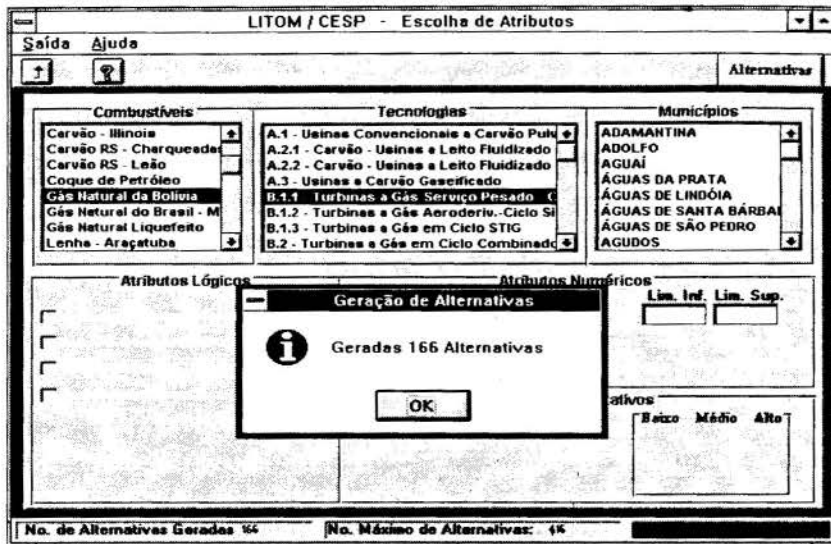 LITOM / CESP - Escolha de Atributos
Saída Ajuda
Alternativas
Combustíveis
Carvão - Illinois
Carvão RS - Charqueadas
Carvão RS - Leão
Coque de Petróleo
Gás Natural da Bolívia
Gás Natural do Brasil - M
Gás Natural Liquefeito
Lenha - Araçatuba
Tecnologias
A.1 - Usinas Convencionais a Carvão Pulv
A.2.1 - Carvão - Usinas a Leito Fluidizado
A.2.2 - Carvão - Usinas a Leito Fluidizado
A.3 - Usinas a Carvão Gaseificado
B.1.1 Turbinas a Gás Serviço Pesado C
B.1.2 - Turbinas a Gás Aeroderiv.-Ciclo Si
B.1.3 - Turbinas a Gás em Ciclo STIG
B.2 - Turbinas a Gás em Ciclo Combinado
Municípios
ADAMANTINA
ADOLFO
AGUAÍ
ÁGUAS DA PRATA
ÁGUAS DE LINDÓIA
ÁGUAS DE SANTA BÁRBAI
ÁGUAS DE SÃO PEDRO
AGUDOS
Atributos Lógicos
Atributos Numéricos
Lim. Inf. Lim. Sup.
Geração de Alternativas
Geradas 166 Alternativas
OK
ativos
Baixo Médio Alto
No. de Alternativas Geradas 166
No. Máximo de Alternativas: